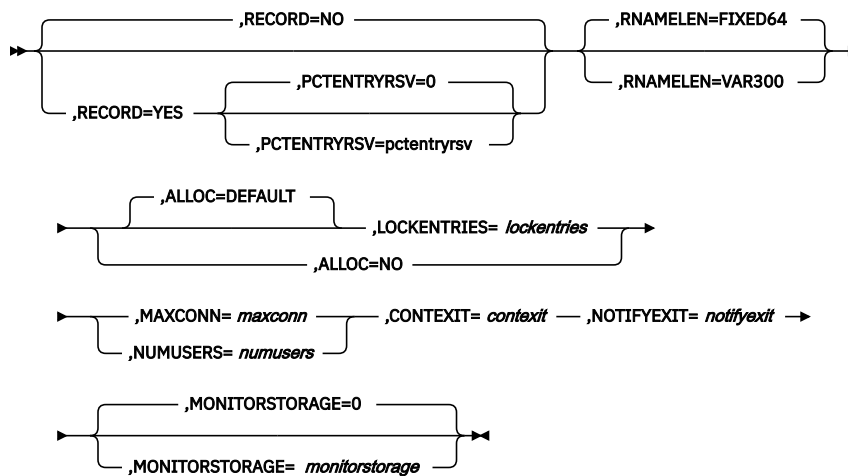 ,RECORD=NO
,RECORD=YES
,PCTENTRYRSV=0
,PCTENTRYRSV=pctentryrsv
,RNAMELEN=FIXED64
,RNAMELEN=VAR300
,ALLOC=DEFAULT
,LOCKENTRIES= lockentries
,ALLOC=NO
,MAXCONN= maxconn
,NUMUSERS= numusers
,CONTEXIT= contexit
,NOTIFYEXIT= notifyexit
,MONITORSTORAGE=0
,MONITORSTORAGE= monitorstorage